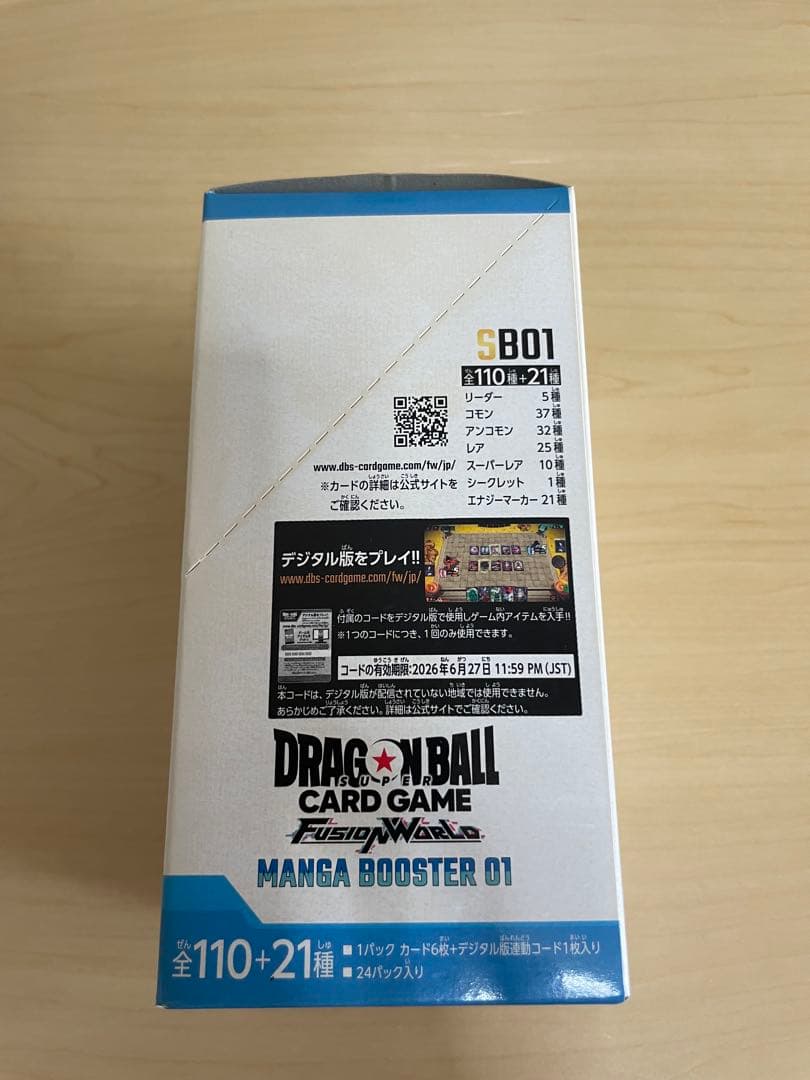 SB01
全110種+21種
リーダー 5種
コモン 37種
アンコモン 32種
レア 25種
スーパーレア 10種
シークレット 1種
エナジーマーカー 21種
www.dbs-cardgame.com/fw/jp/
※カードの詳細は公式サイトを
ご確認ください。
デジタル版をプレイ!!
www.dbs-cardgame.com/fw/jp/
付属のコードをデジタル版で使用しゲーム内アイテムを入手!!
※1つのコードにつき、1回のみ使用できます。
コードの有効期限:2026年6月27日 11:59 PM (JST)
本コードは、デジタル版が配信されていない地域では使用できません。
あらかじめご了承ください。詳細は公式サイトでご確認ください。
DRAGON BALL
SUPER
CARD GAME
FUSION WORLD
MANGA BOOSTER 01
全110+21種
■ 1パック カード6枚+デジタル版連動コード1枚入り
■ 24パック入り